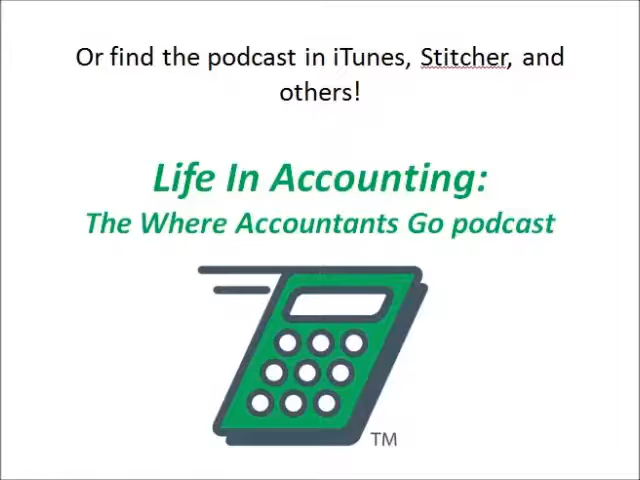 Or find the podcast in iTunes, Stitcher, and
others!
Life In Accounting:
The Where Accountants Go podcast
TM